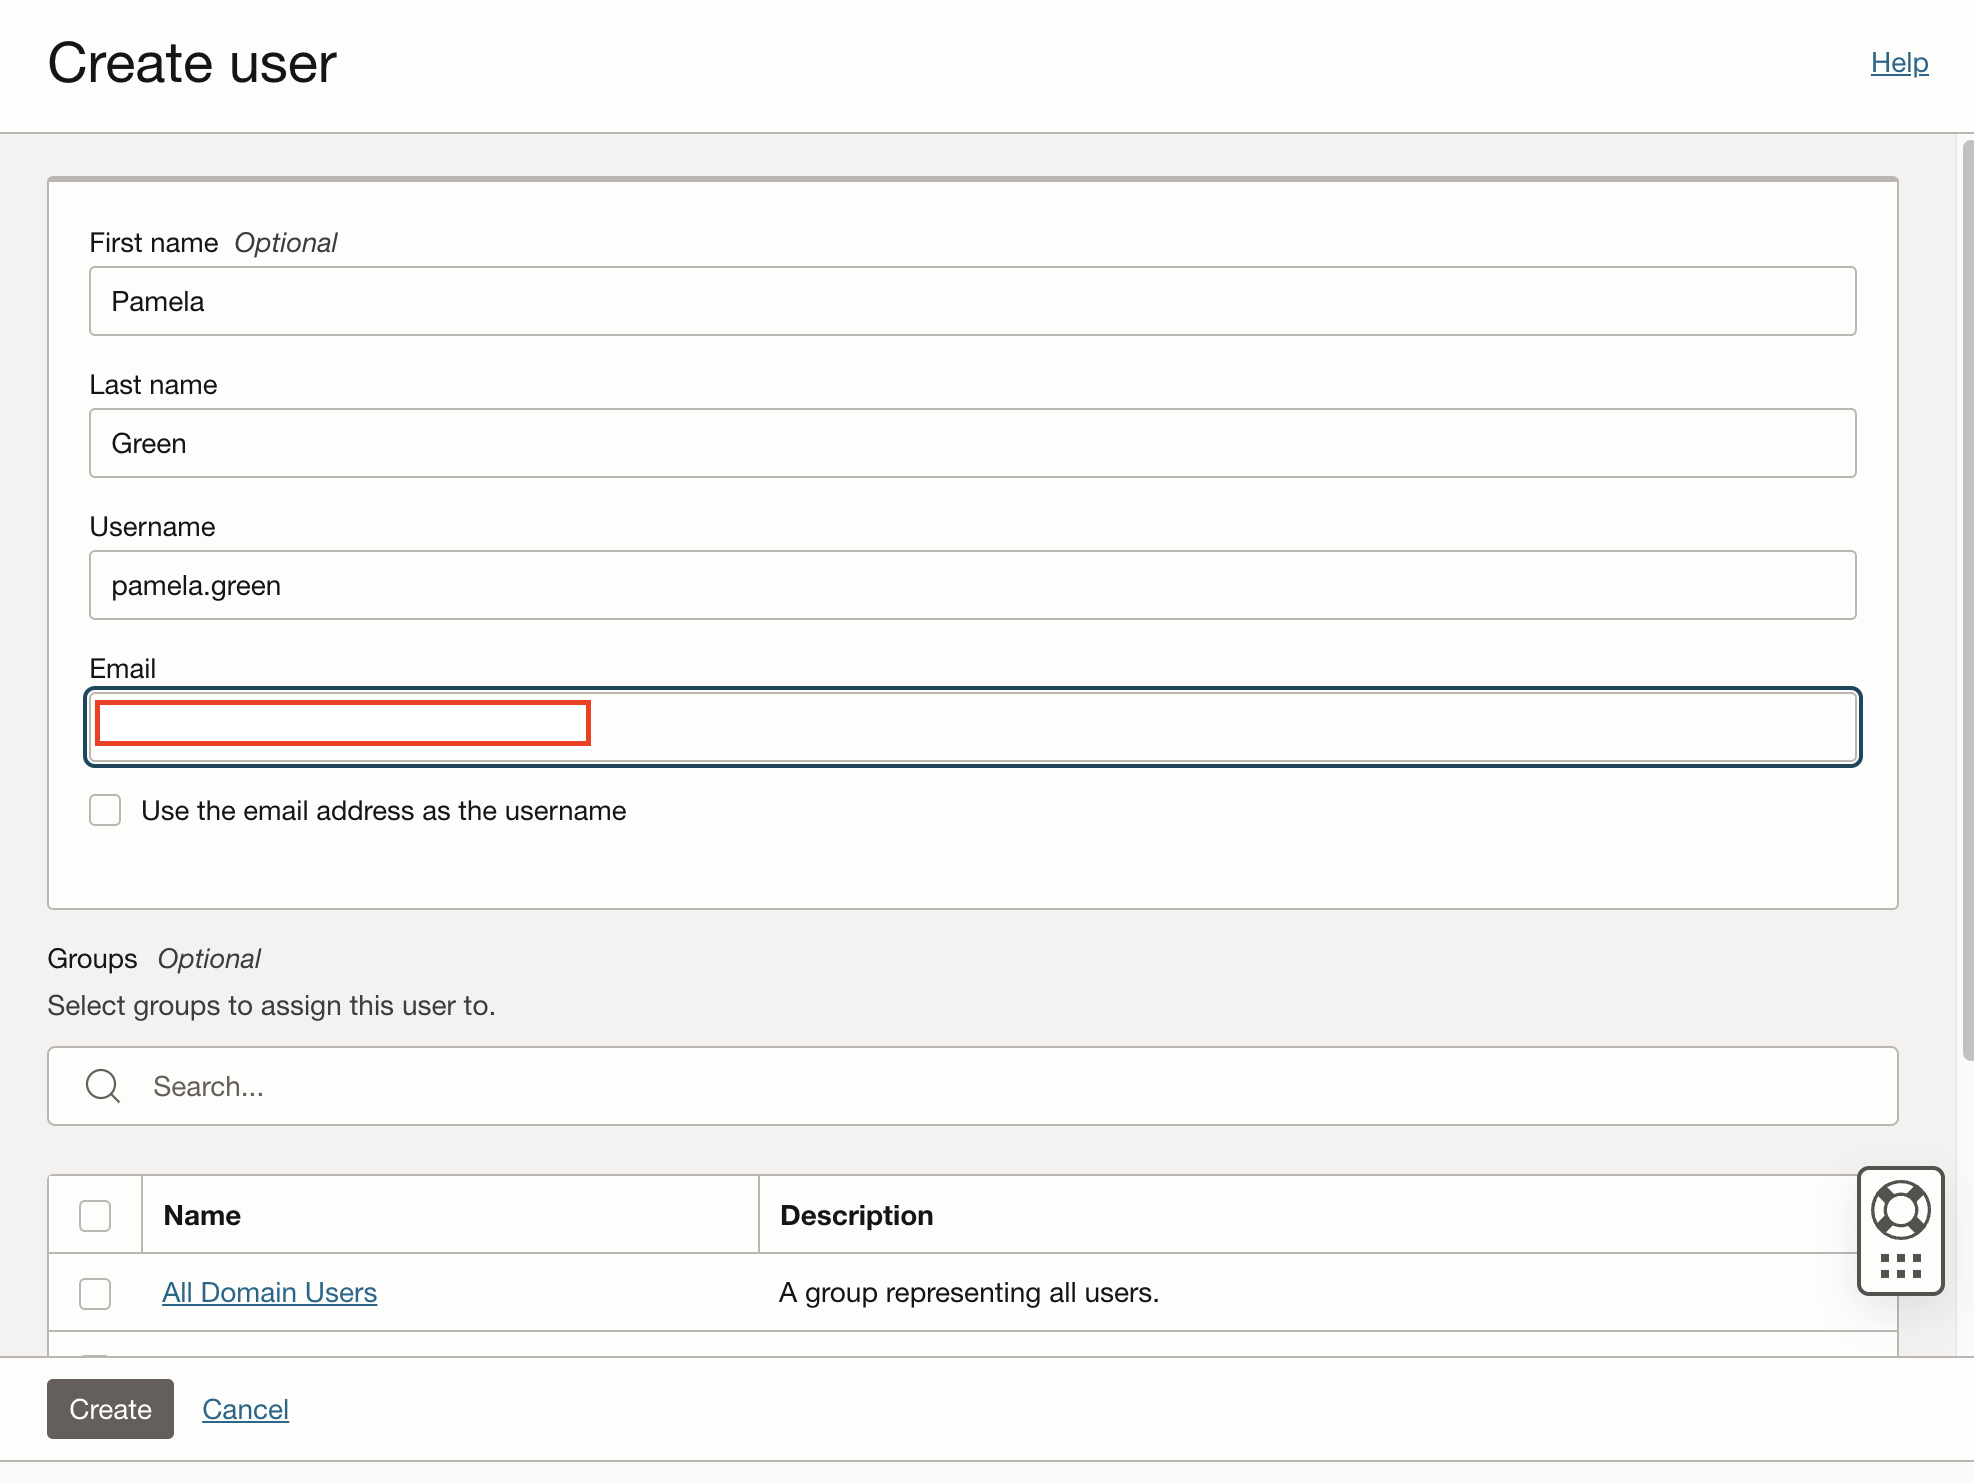 Create user
Help
First name Optional
Pamela
Last name
Green
Username
pamela.green
Email
Use the email address as the username
Groups Optional
Select groups to assign this user to.
Search...
Name Description
All Domain Users A group representing all users.
Create Cancel